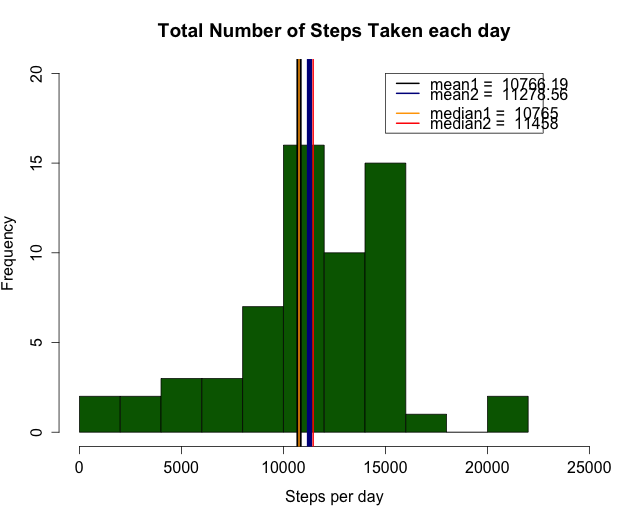 Total Number of Steps Taken each day
mean1 = 10766.19
mean2 = 11278.56
median1 = 10765
median2 = 11458
Frequency
20
15
10
5
0
0 5000 10000 15000 20000 25000
Steps per day